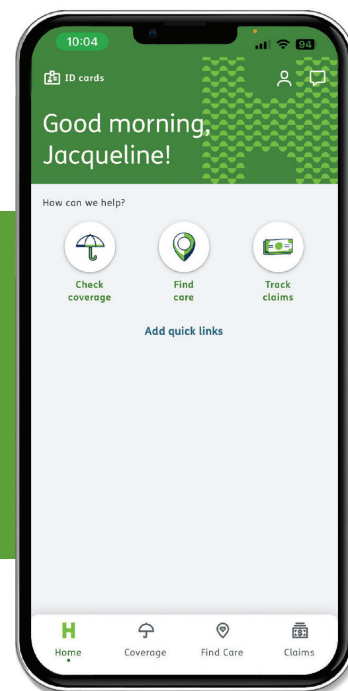 10:04
94
ID cards
Good morning,
Jacqueline!
How can we help?
Check
coverage
Find
care
Track
claims
Add quick links
H
Home
Coverage
Find Care
Claims